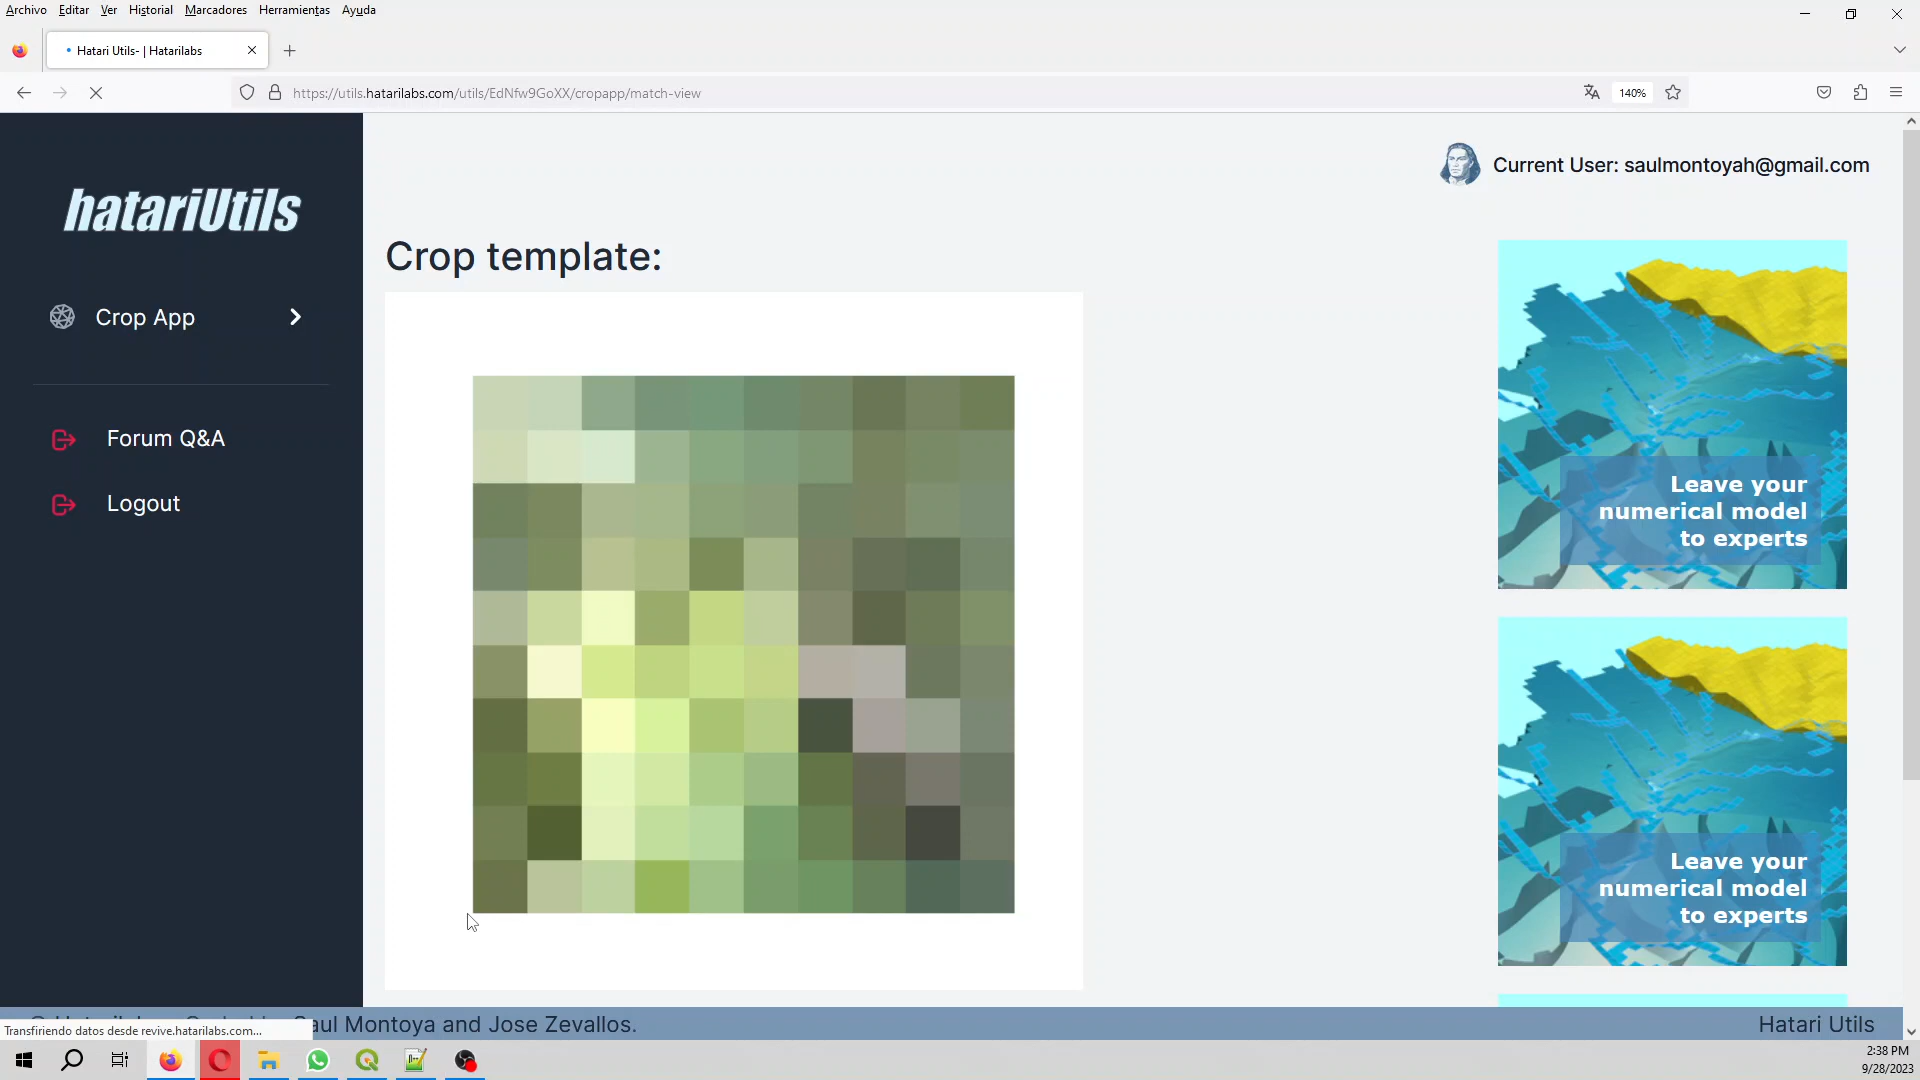 Archivo Editar Ver Historial Marcadores Herramientas Ayuda
Hatari Utils- | Hatarilabs
https://utils.hatarilabs.com/utils/EdNfw9GoXX/cropapp/match-view
140%
hatariUtils
Current User: saulmontoyah@gmail.com
Crop template:
Crop App
Forum Q&A
Logout
Leave your
numerical model
to experts
Leave your
numerical model
to experts
Saul Montoya and Jose Zevallos.
Hatari Utils
Transfiriendo datos desde revive.hatarilabs.com...
2:38 PM
9/28/2023